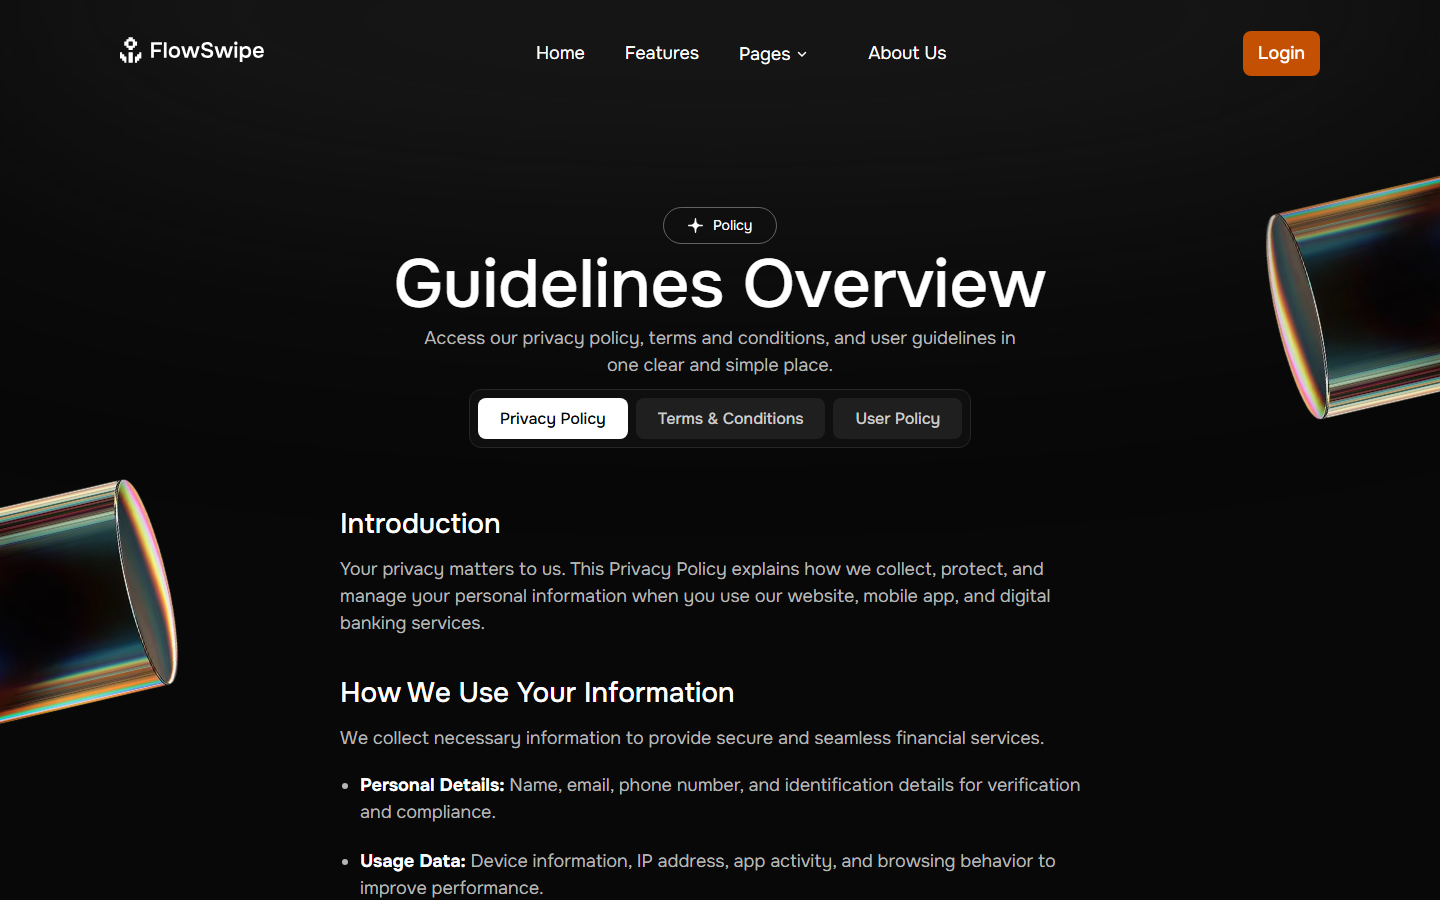 FlowSwipe
Home
Features
Pages
About Us
Login
Policy
Guidelines Overview
Access our privacy policy, terms and conditions, and user guidelines in
one clear and simple place.
Privacy Policy
Terms & Conditions
User Policy
Introduction
Your privacy matters to us. This Privacy Policy explains how we collect, protect, and
manage your personal information when you use our website, mobile app, and digital
banking services.
How We Use Your Information
We collect necessary information to provide secure and seamless financial services.
• Personal Details: Name, email, phone number, and identification details for verification
and compliance.
• Usage Data: Device information, IP address, app activity, and browsing behavior to
improve performance.